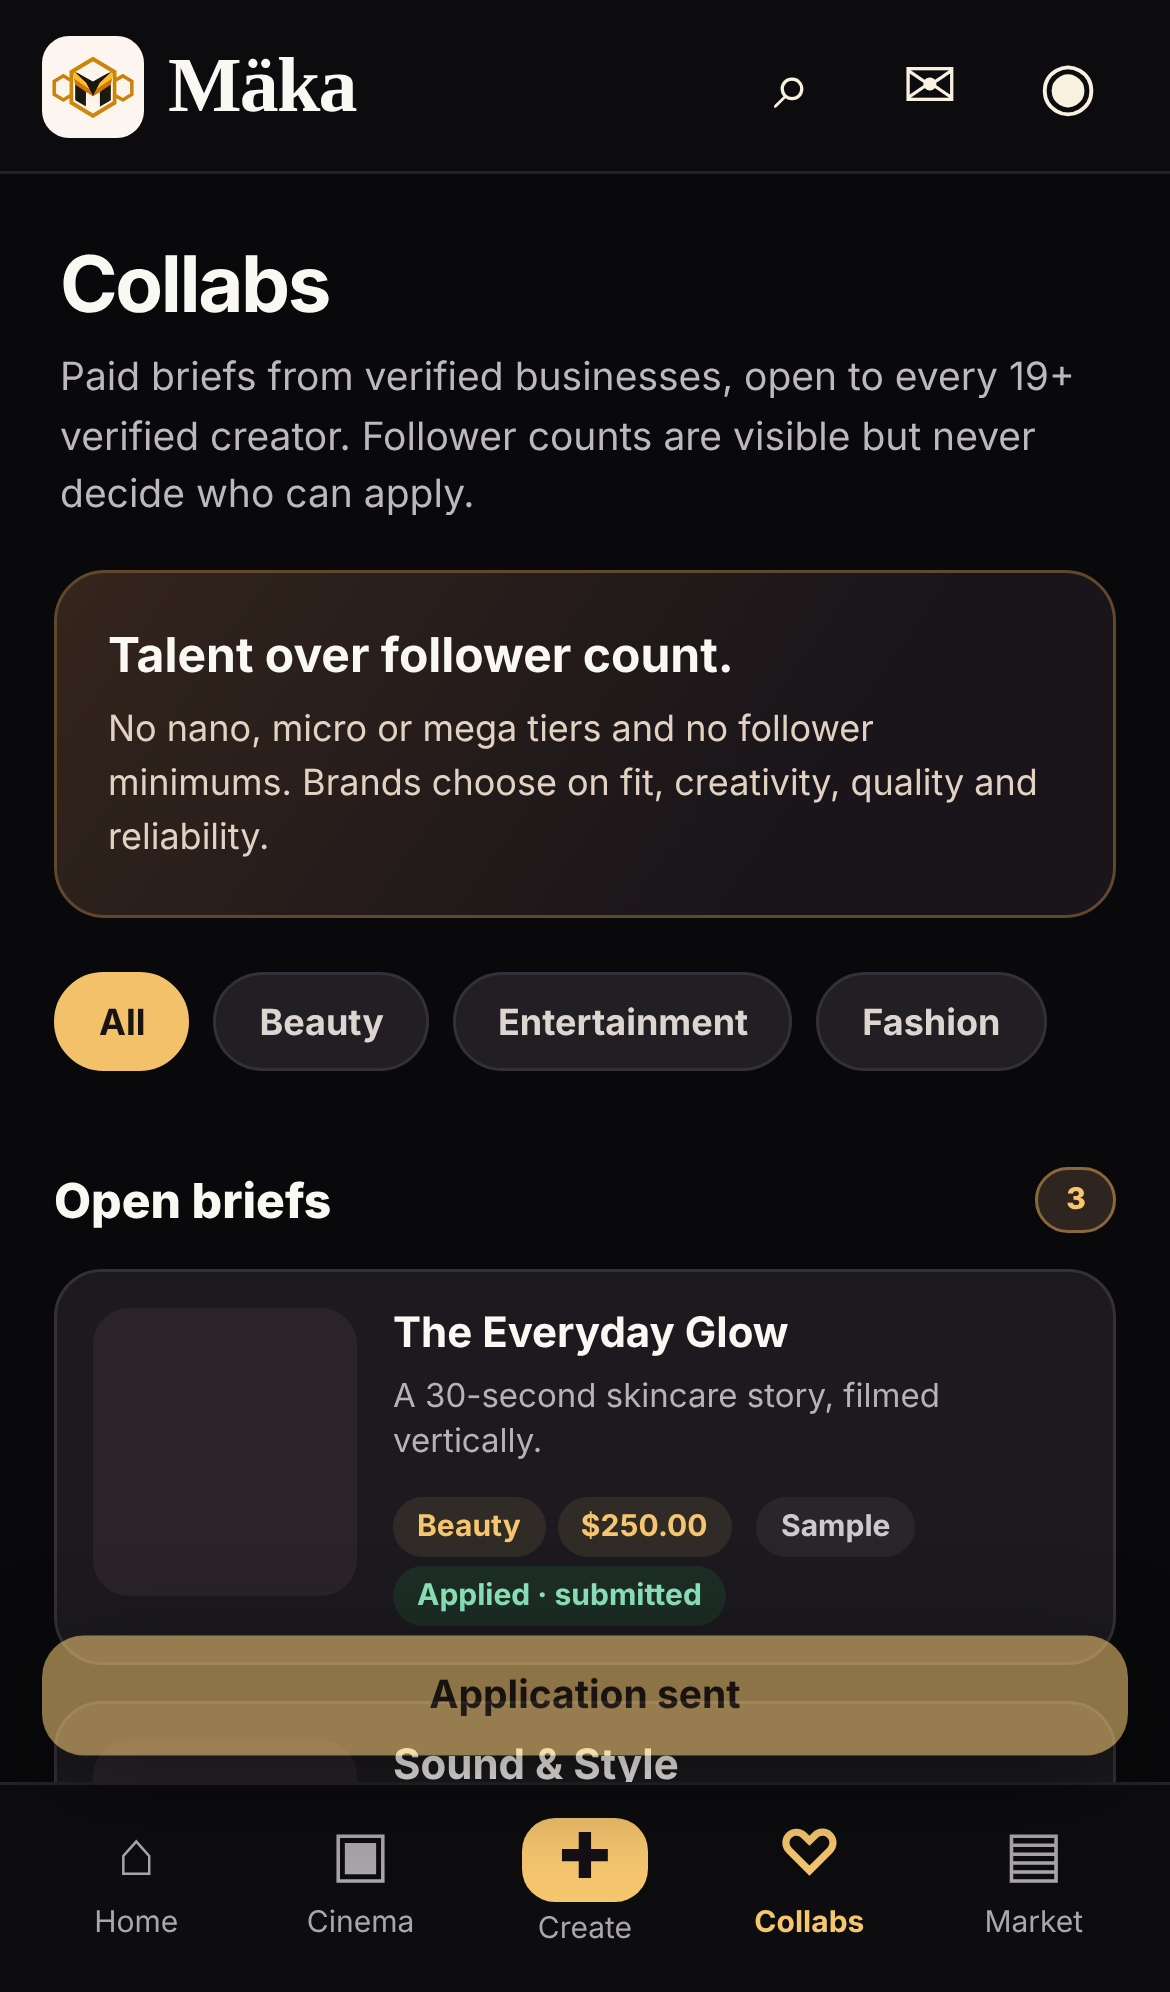 Mäka
Collabs
Paid briefs from verified businesses, open to every 19+
verified creator. Follower counts are visible but never
decide who can apply.
Talent over follower count.
No nano, micro or mega tiers and no follower
minimums. Brands choose on fit, creativity, quality and
reliability.
All
Beauty
Entertainment
Fashion
Open briefs
3
The Everyday Glow
A 30-second skincare story, filmed
vertically.
Beauty
$250.00
Sample
Applied · submitted
Application sent
Sound & Style
Home
Cinema
Create
Collabs
Market